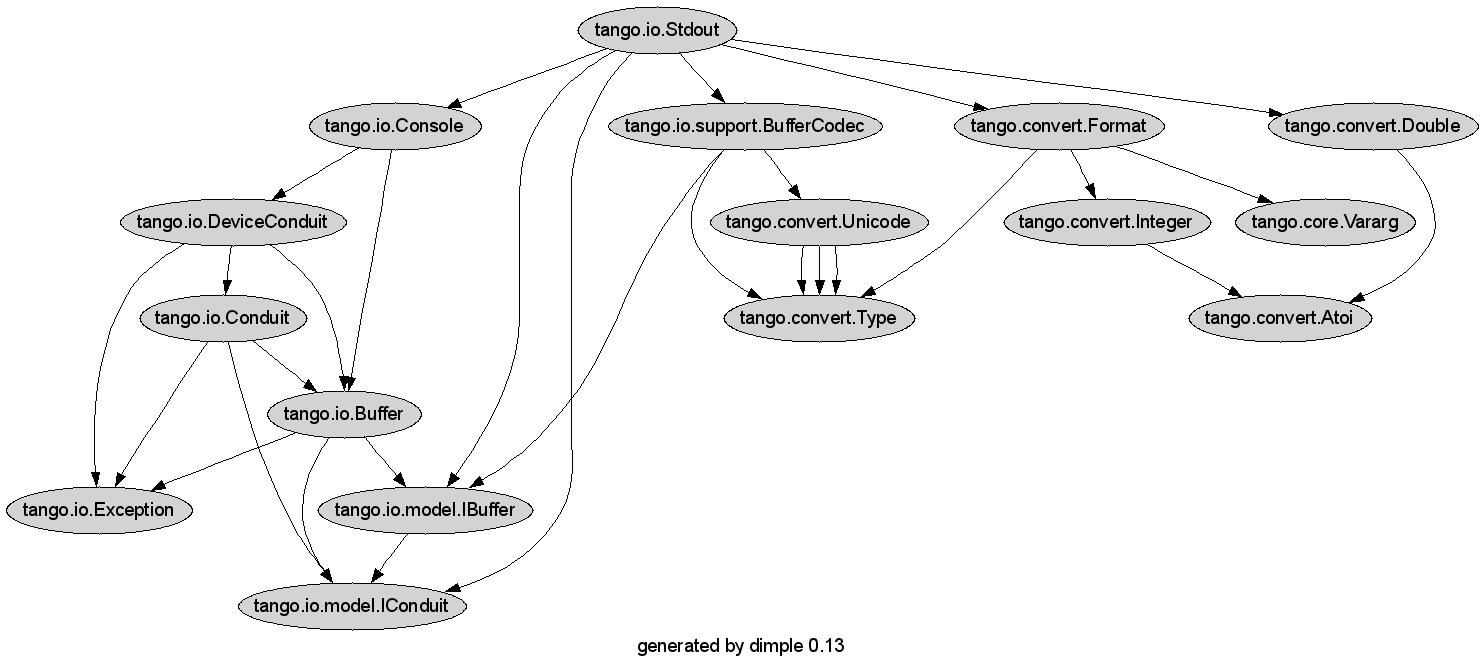 tango.io.Stdout
tango.io.Console
tango.io.support.BufferCodec
tango.convert.Format
tango.convert.Double
tango.io.DeviceConduit
tango.convert.Unicode
tango.convert.Integer
tango.core.Vararg
tango.io.Conduit
tango.convert.Type
tango.convert.Atoi
tango.io.Buffer
tango.io.Exception
tango.io.model.IBuffer
tango.io.model.IConduit
generated by dimple 0.13